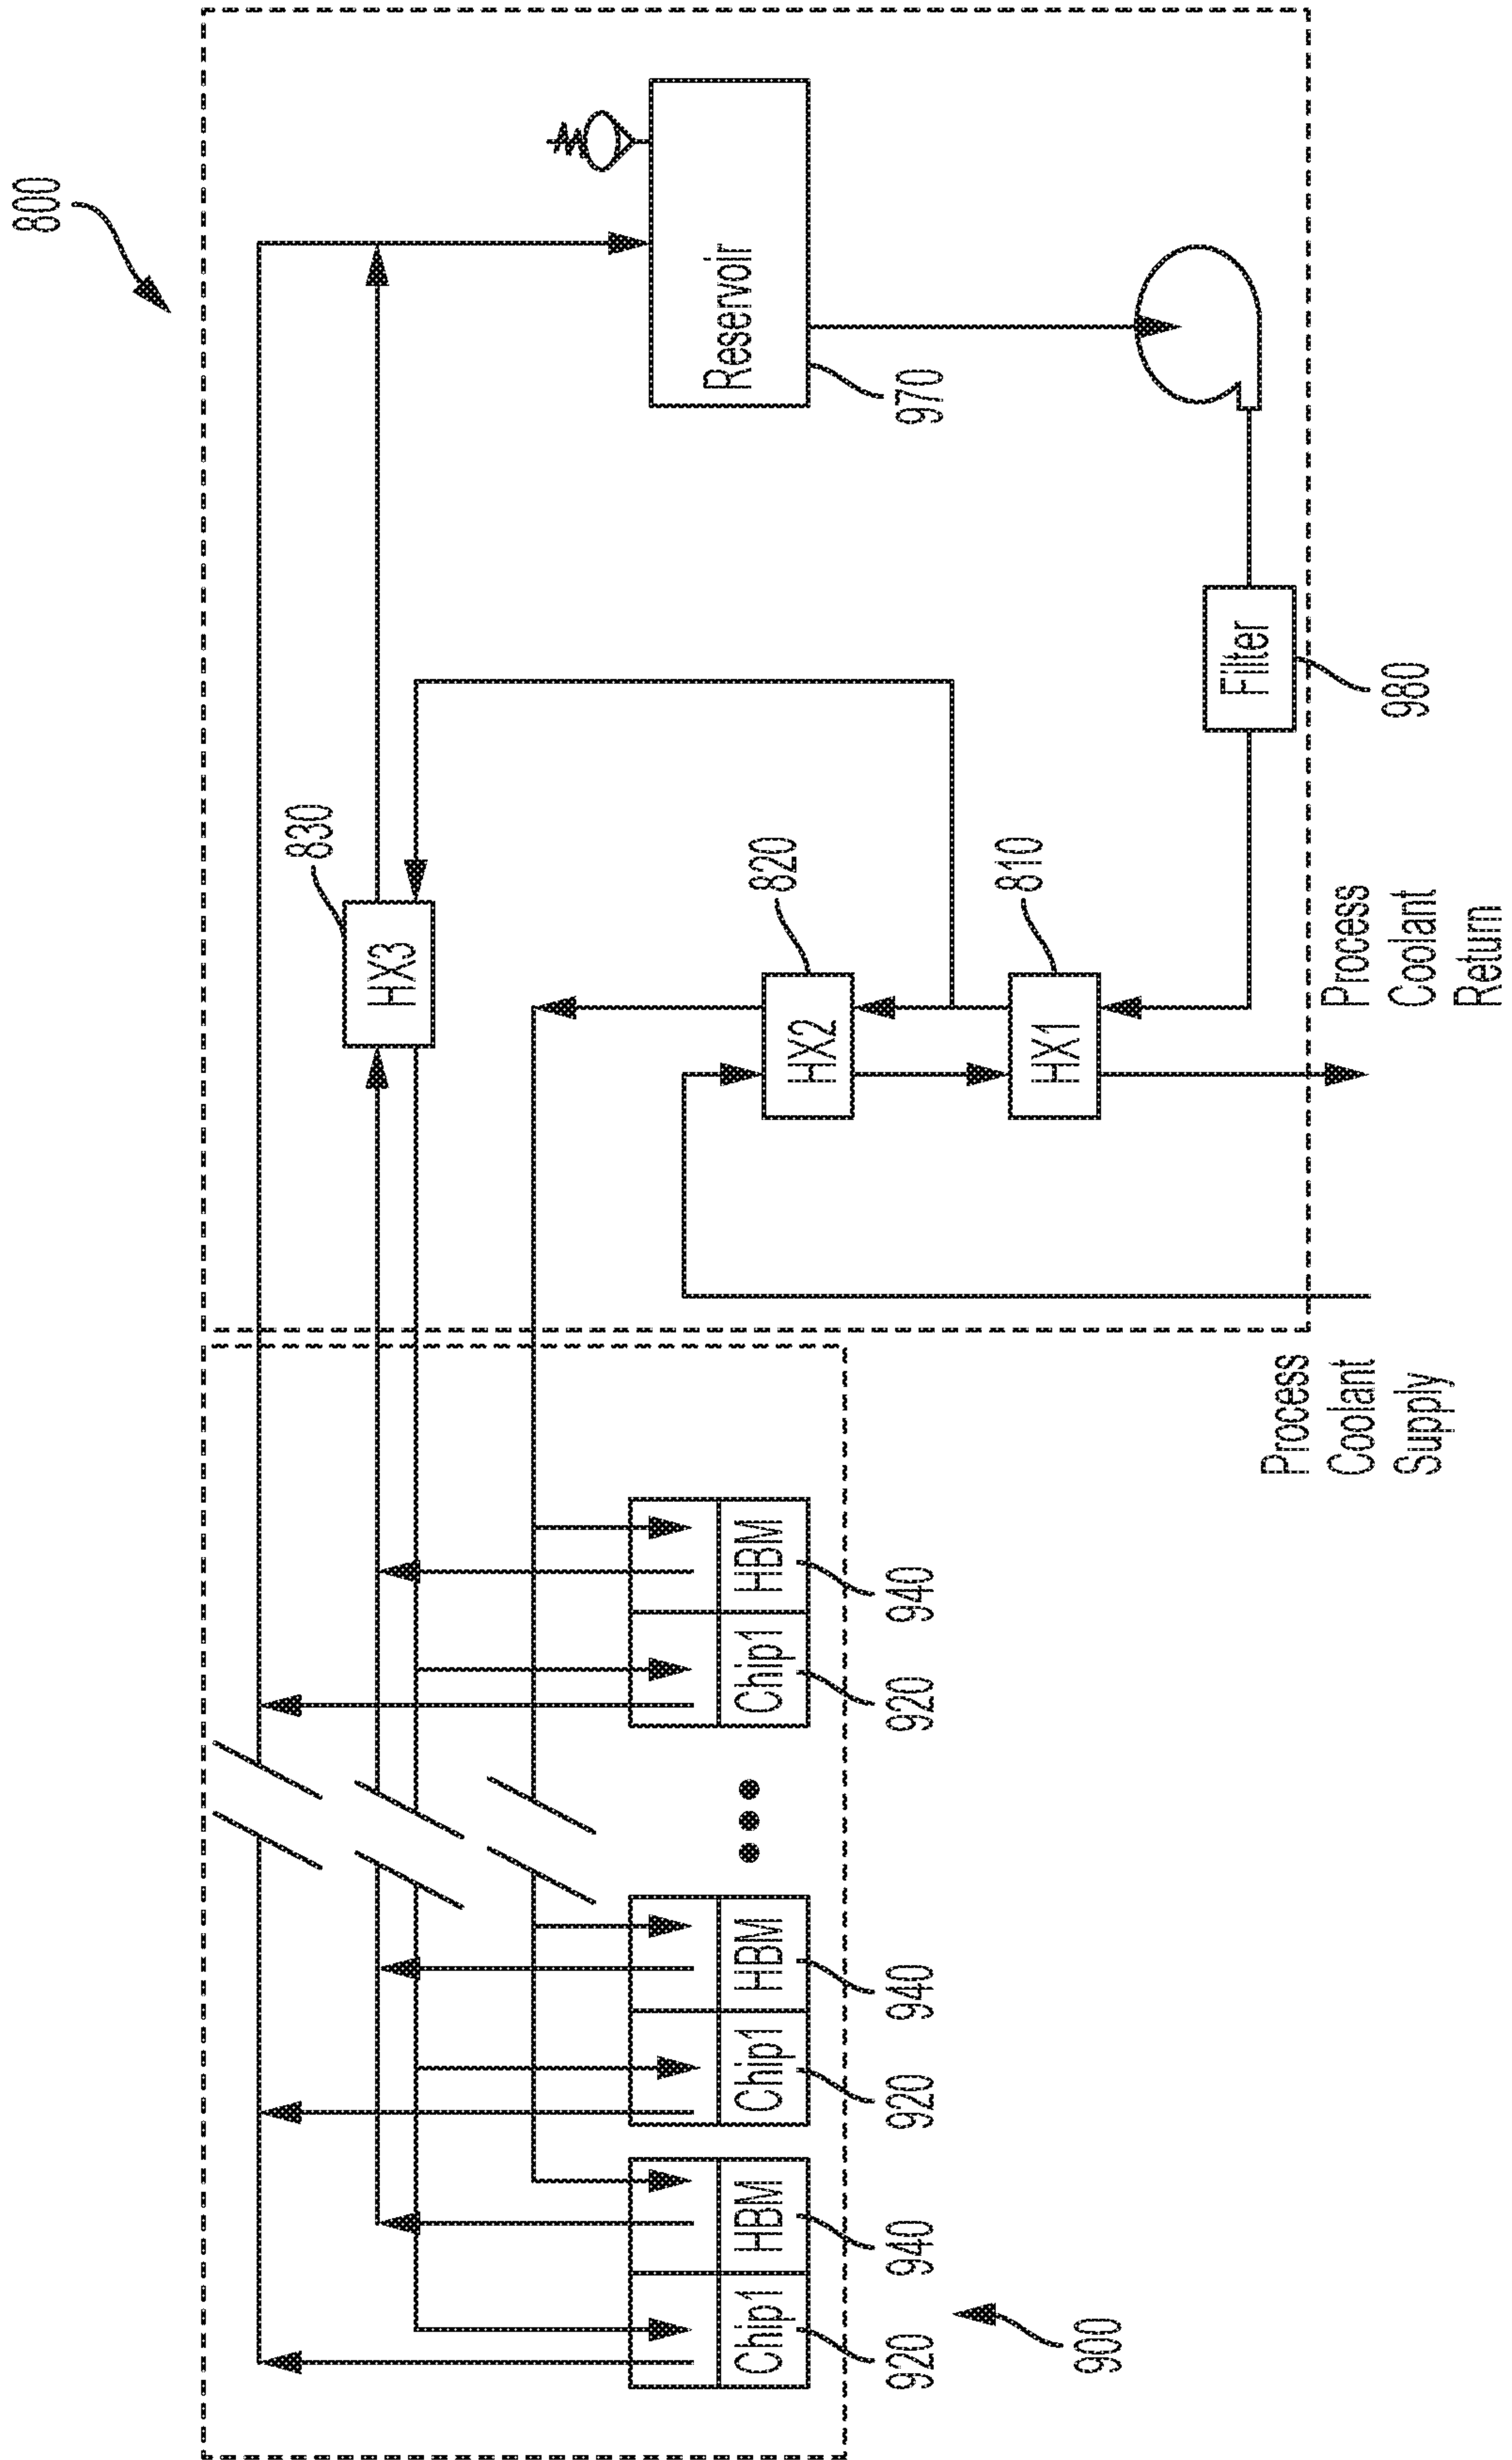 800
830
HX3
Reservoir
970
820
HX2
810
HX1
Filter
980
Process
Coolant
Return
Process
Coolant
Supply
Chip1
HBM
920
940
Chip1
HBM
920
940
Chip1
HBM
920
940
900